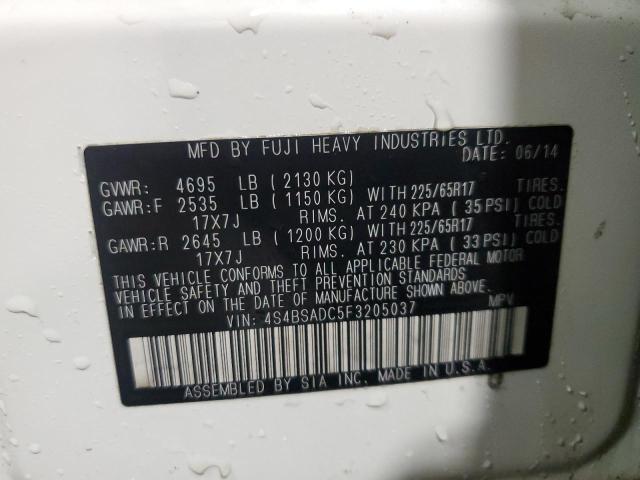 MFD BY FUJI HEAVY INDUSTRIES LTD.
DATE: 06/14
GVWR: 4695 LB (2130 KG)
GAWR:F 2535 LB (1150 KG) WITH 225/65R17 TIRES.
17X7J RIMS. AT 240 KPA (35 PSI) COLD
GAWR:R 2645 LB (1200 KG) WITH 225/65R17 TIRES.
17X7J RIMS. AT 230 KPA (33 PSI) COLD
THIS VEHICLE CONFORMS TO ALL APPLICABLE FEDERAL MOTOR
VEHICLE SAFETY AND THEFT PREVENTION STANDARDS
IN EFFECT ON THE DATE OF MANUFACTURE SHOWN ABOVE.
VIN: 4S4BSADC5F3205037 MPV
ASSEMBLED BY SIA INC. MADE IN U.S.A.